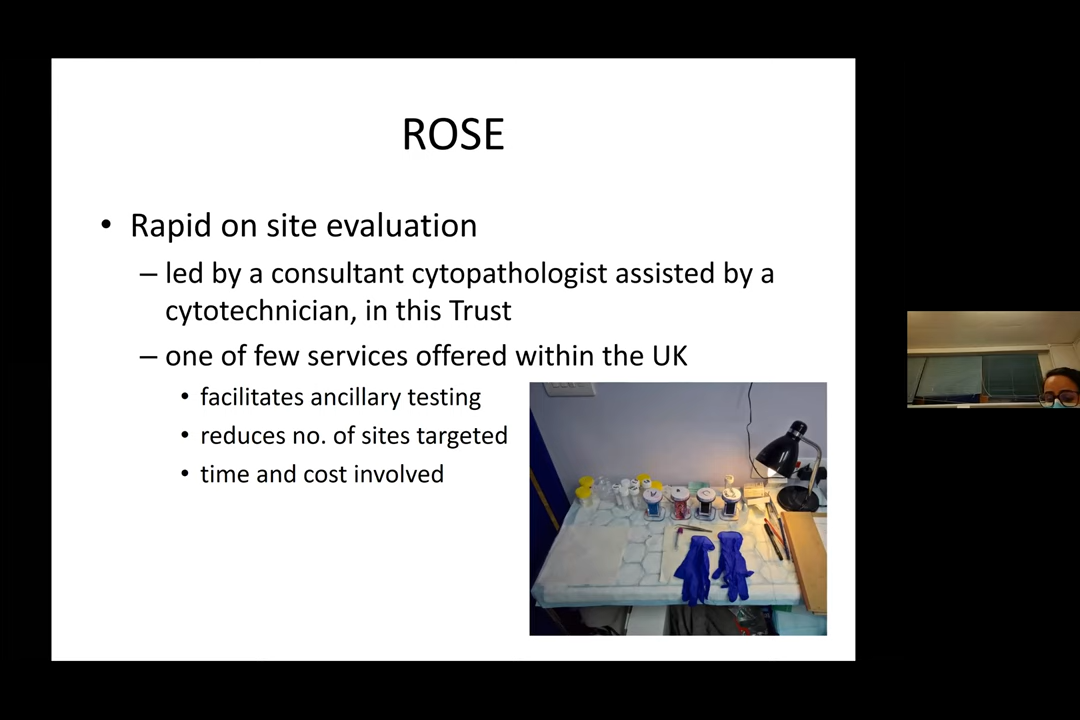 ROSE
• Rapid on site evaluation
– led by a consultant cytopathologist assisted by a
cytotechnician, in this Trust
– one of few services offered within the UK
• facilitates ancillary testing
• reduces no. of sites targeted
• time and cost involved